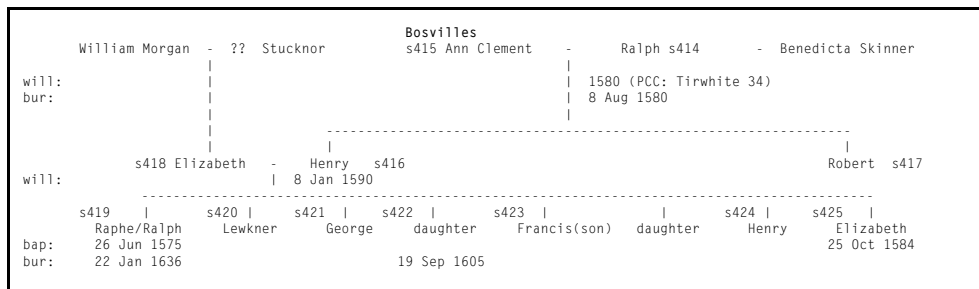 Bosvilles
William Morgan - ?? Stucknor s415 Ann Clement - Ralph s414 - Benedicta Skinner
will: 1580 (PCC: Tirwhite 34)
bur: 8 Aug 1580
s418 Elizabeth - Henry s416 Robert s417
will: 8 Jan 1590
s419 s420 s421 s422 s423 s424 s425
Raphe/Ralph Lewkner George daughter Francis(son) daughter Henry Elizabeth
bap: 26 Jun 1575 25 Oct 1584
bur: 22 Jan 1636 19 Sep 1605